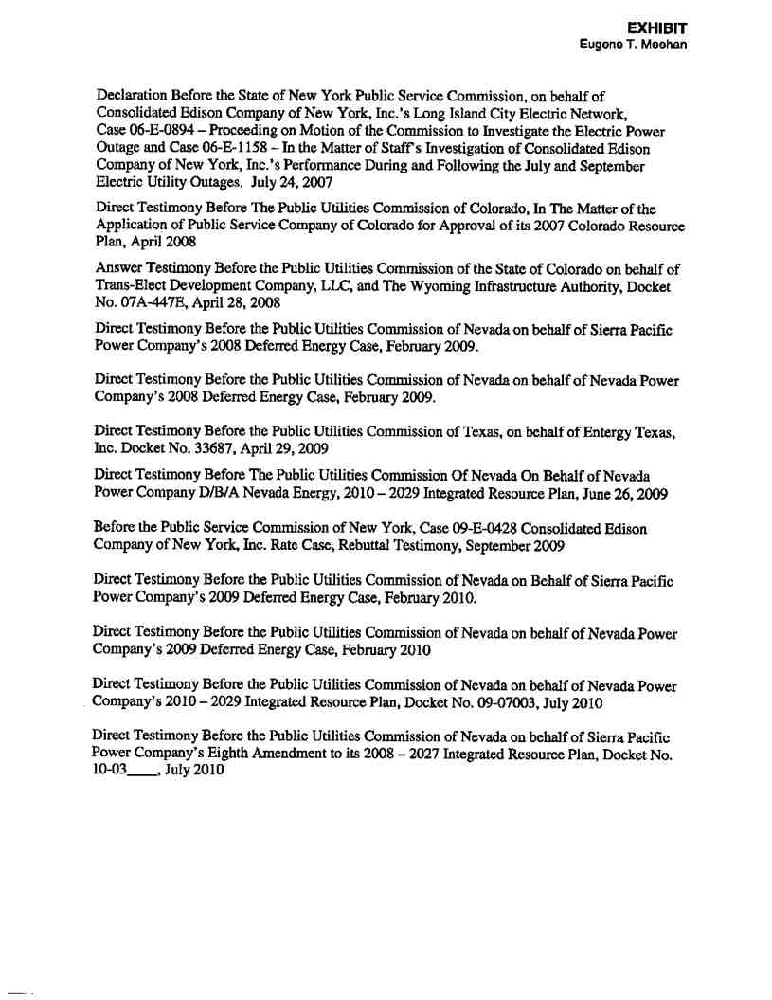 EXHIBIT
Eugene T. Meehan
Declaration Before the State of New York Public Service Commission, on behalf of
Consolidated Edison Company of New York, Inc.'s Long Island City Electric Network,
Case 06-E-0894 – Proceeding on Motion of the Commission to Investigate the Electric Power
Outage and Case 06-E-1158 – In the Matter of Staff's Investigation of Consolidated Edison
Company of New York, Inc.'s Performance During and Following the July and September
Electric Utility Outages. July 24, 2007
Direct Testimony Before The Public Utilities Commission of Colorado, In The Matter of the
Application of Public Service Company of Colorado for Approval of its 2007 Colorado Resource
Plan, April 2008
Answer Testimony Before the Public Utilities Commission of the State of Colorado on behalf of
Trans-Elect Development Company, LLC, and The Wyoming Infrastructure Authority, Docket
No. 07A-447E, April 28, 2008
Direct Testimony Before the Public Utilities Commission of Nevada on behalf of Sierra Pacific
Power Company's 2008 Deferred Energy Case, February 2009.
Direct Testimony Before the Public Utilities Commission of Nevada on behalf of Nevada Power
Company's 2008 Deferred Energy Case, February 2009.
Direct Testimony Before the Public Utilities Commission of Texas, on behalf of Entergy Texas,
Inc. Docket No. 33687, April 29, 2009
Direct Testimony Before The Public Utilities Commission Of Nevada On Behalf of Nevada
Power Company D/B/A Nevada Energy, 2010 – 2029 Integrated Resource Plan, June 26, 2009
Before the Public Service Commission of New York, Case 09-E-0428 Consolidated Edison
Company of New York, Inc. Rate Case, Rebuttal Testimony, September 2009
Direct Testimony Before the Public Utilities Commission of Nevada on Behalf of Sierra Pacific
Power Company's 2009 Deferred Energy Case, February 2010.
Direct Testimony Before the Public Utilities Commission of Nevada on behalf of Nevada Power
Company's 2009 Deferred Energy Case, February 2010
Direct Testimony Before the Public Utilities Commission of Nevada on behalf of Nevada Power
Company's 2010 – 2029 Integrated Resource Plan, Docket No. 09-07003, July 2010
Direct Testimony Before the Public Utilities Commission of Nevada on behalf of Sierra Pacific
Power Company's Eighth Amendment to its 2008 – 2027 Integrated Resource Plan, Docket No.
10-03____, July 2010